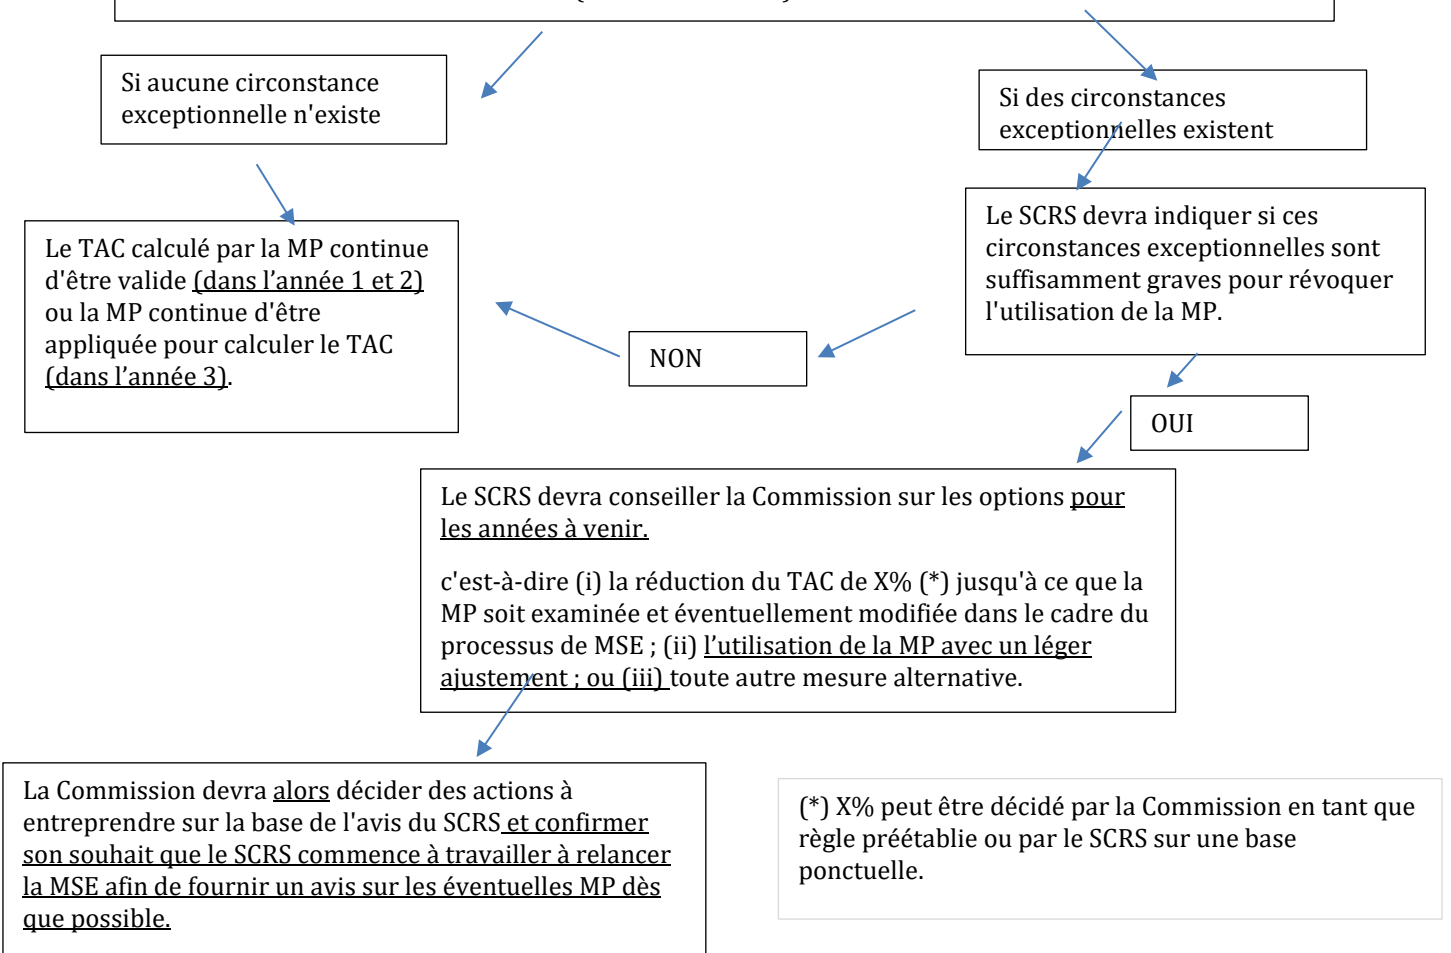 Si aucune circonstance
exceptionnelle n'existe
Si des circonstances
exceptionnelles existent
Le TAC calculé par la MP continue
d'être valide (dans l’année 1 et 2)
ou la MP continue d'être
appliquée pour calculer le TAC
(dans l’année 3).
Le SCRS devra indiquer si ces
circonstances exceptionnelles sont
suffisamment graves pour révoquer
l'utilisation de la MP.
NON
OUI
Le SCRS devra conseiller la Commission sur les options pour
les années à venir.
c'est-à-dire (i) la réduction du TAC de X% (*) jusqu'à ce que la
MP soit examinée et éventuellement modifiée dans le cadre du
processus de MSE ; (ii) l’utilisation de la MP avec un léger
ajustement ; ou (iii) toute autre mesure alternative.
La Commission devra alors décider des actions à
entreprendre sur la base de l'avis du SCRS et confirmer
son souhait que le SCRS commence à travailler à relancer
la MSE afin de fournir un avis sur les éventuelles MP dès
que possible.
(*) X% peut être décidé par la Commission en tant que
règle préétablie ou par le SCRS sur une base
ponctuelle.